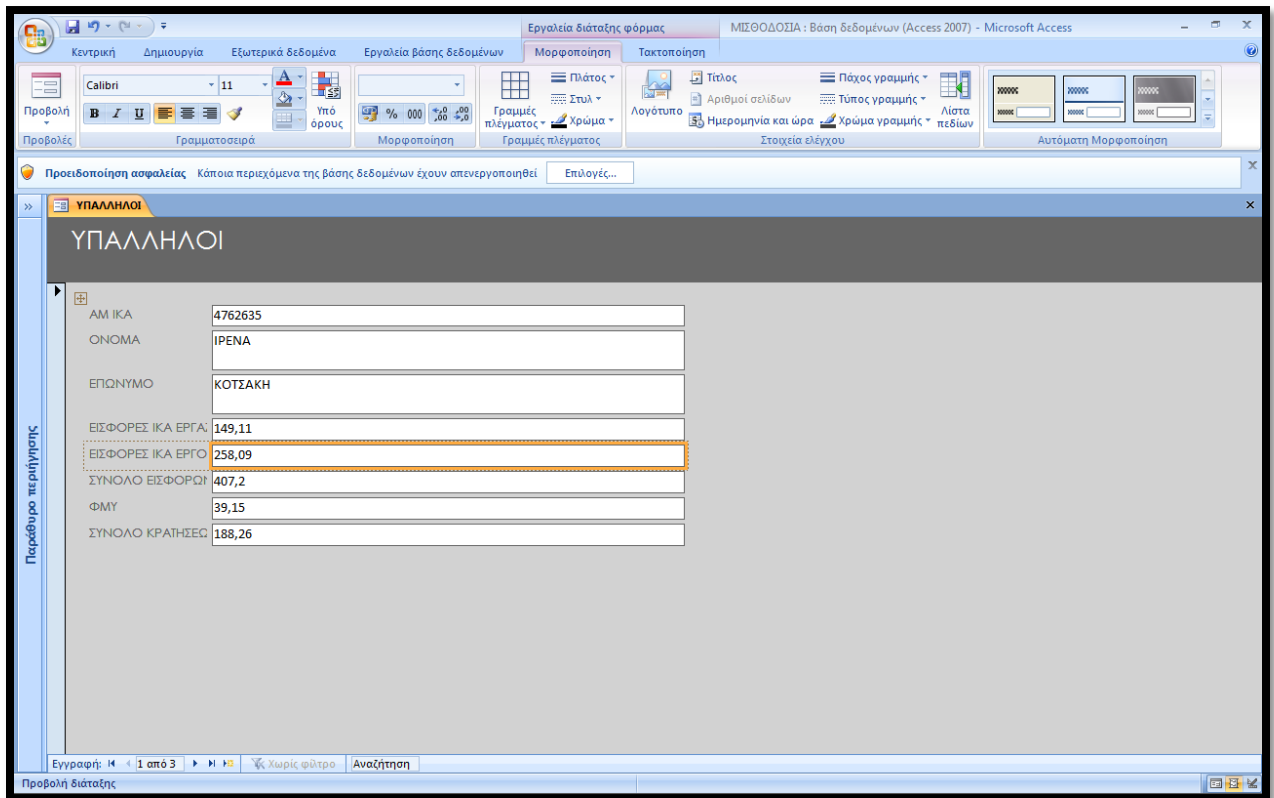 Εργαλεία διάταξης φόρμας
ΜΙΣΘΟΔΟΣΙΑ : Βάση δεδομένων (Access 2007) - Microsoft Access
Κεντρική Δημιουργία Εξωτερικά δεδομένα Εργαλεία βάσης δεδομένων Μορφοποίηση Τακτοποίηση
Προβολή
Προβολές
Calibri 11
B I U
Υπό όρους
Γραμματοσειρά
% 000
Μορφοποίηση
Γραμμές πλέγματος
Πλάτος
Στυλ
Χρώμα
Γραμμές πλέγματος
Λογότυπο
Τίτλος
Αριθμοί σελίδων
Ημερομηνία και ώρα
Πάχος γραμμής
Τύπος γραμμής
Χρώμα γραμμής
Λίστα πεδίων
Στοιχεία ελέγχου
Αυτόματη Μορφοποίηση
Προειδοποίηση ασφαλείας Κάποια περιεχόμενα της βάσης δεδομένων έχουν απενεργοποιηθεί Επιλογές...
ΥΠΑΛΛΗΛΟΙ
ΥΠΑΛΛΗΛΟΙ
Παράθυρο περιήγησης
ΑΜ ΙΚΑ 4762635
ΟΝΟΜΑ ΙΡΕΝΑ
ΕΠΩΝΥΜΟ ΚΟΤΣΑΚΗ
ΕΙΣΦΟΡΕΣ ΙΚΑ ΕΡΓΑΣ 149,11
ΕΙΣΦΟΡΕΣ ΙΚΑ ΕΡΓΟ 258,09
ΣΥΝΟΛΟ ΕΙΣΦΟΡΩΝ 407,2
ΦΜΥ 39,15
ΣΥΝΟΛΟ ΚΡΑΤΗΣΕΩ 188,26
Εγγραφή: 1 από 3 Χωρίς φίλτρο Αναζήτηση
Προβολή διάταξης